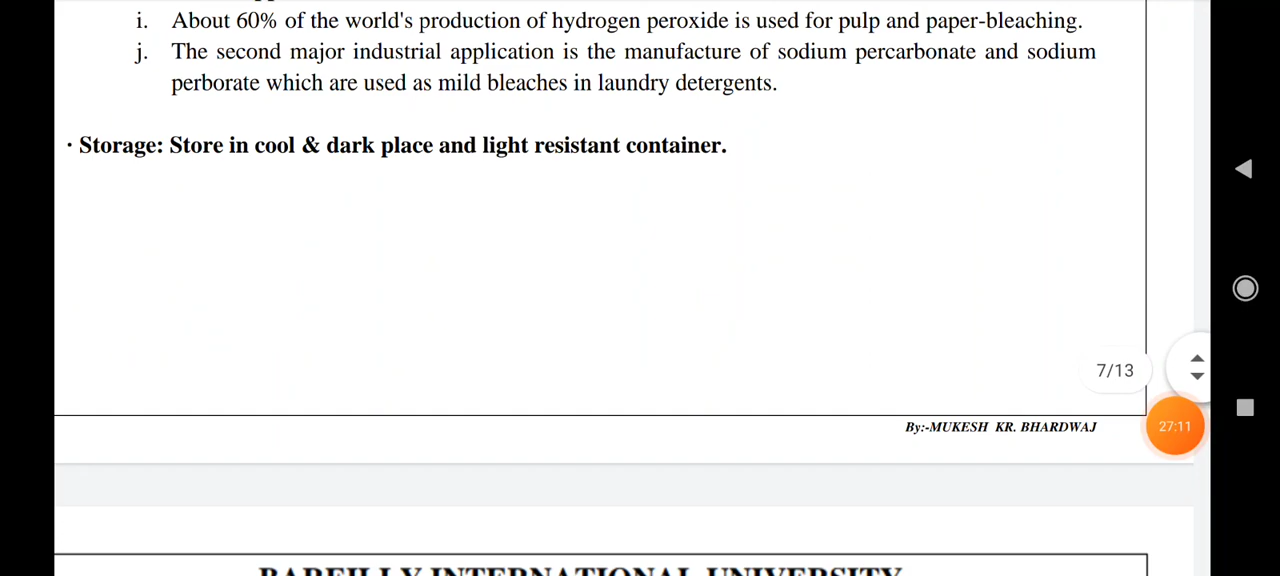 i. About 60% of the world's production of hydrogen peroxide is used for pulp and paper-bleaching.
j. The second major industrial application is the manufacture of sodium percarbonate and sodium
perborate which are used as mild bleaches in laundry detergents.
· Storage: Store in cool & dark place and light resistant container.
7/13
27:11
By:-MUKESH KR. BHARDWAJ
BAREILLY INTERNATIONAL UNIVERSITY